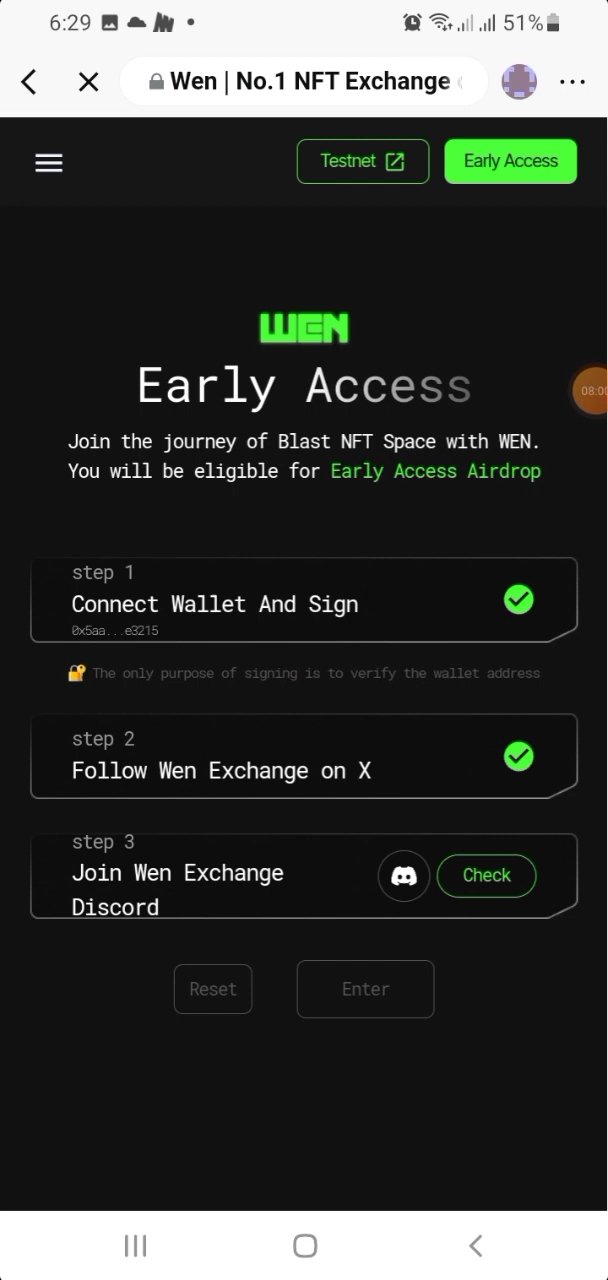 6:29
51%
Wen | No.1 NFT Exchange
Testnet
Early Access
WEN
Early Access
Join the journey of Blast NFT Space with WEN.
You will be eligible for Early Access Airdrop
08:00
step 1
Connect Wallet And Sign
0x5aa...e3215
The only purpose of signing is to verify the wallet address
step 2
Follow Wen Exchange on X
step 3
Join Wen Exchange
Discord
Check
Reset
Enter